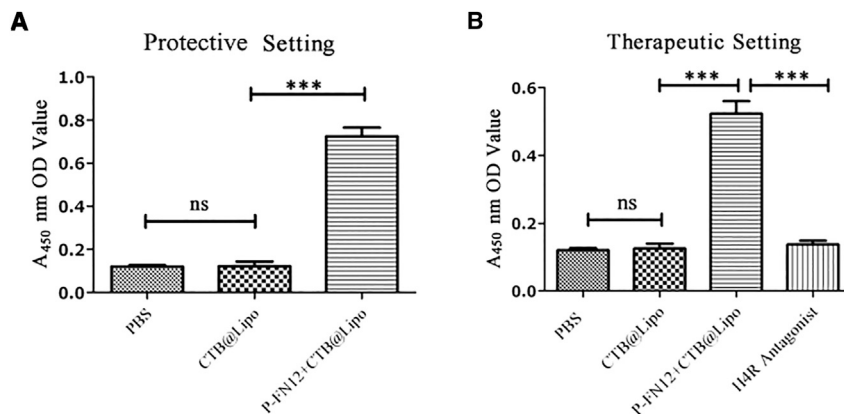 A
Protective Setting
A450 nm OD Value
1.0
0.8
0.6
0.4
0.2
0.0
ns
***
PBS
CTB@Lipo
P-FN12+CTB@Lipo
B
Therapeutic Setting
A450 nm OD Value
0.6
0.4
0.2
0.0
ns
***
***
PBS
CTB@Lipo
P-FN12+CTB@Lipo
Antagonist